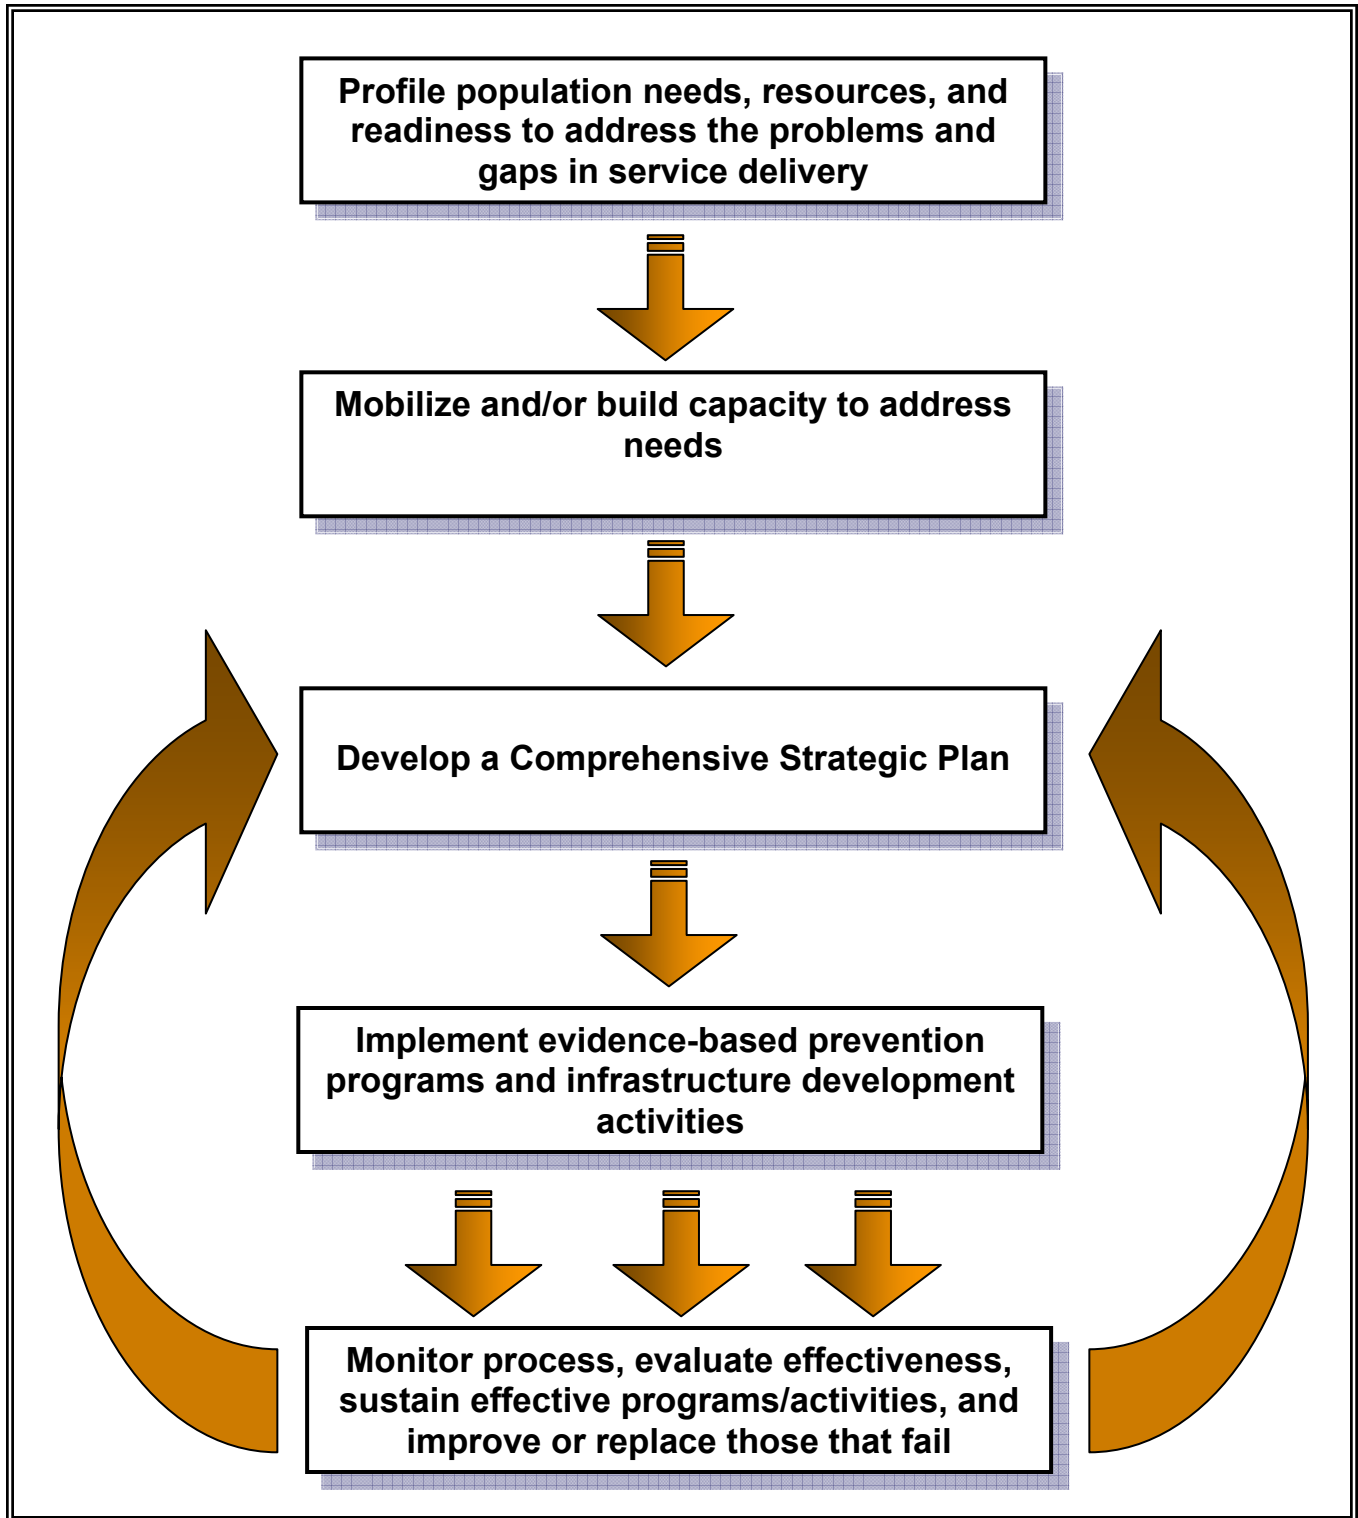 Profile population needs, resources, and
readiness to address the problems and
gaps in service delivery
Mobilize and/or build capacity to address
needs
Develop a Comprehensive Strategic Plan
Implement evidence-based prevention
programs and infrastructure development
activities
Monitor process, evaluate effectiveness,
sustain effective programs/activities, and
improve or replace those that fail